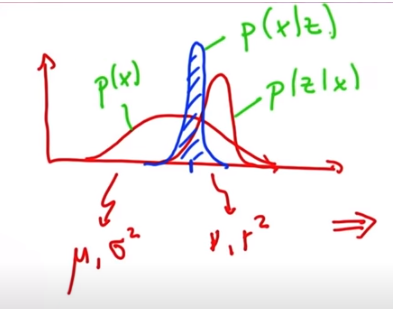 p(x|z)
p(x)
p(z|x)
μ, σ²
ν, r²
⇒